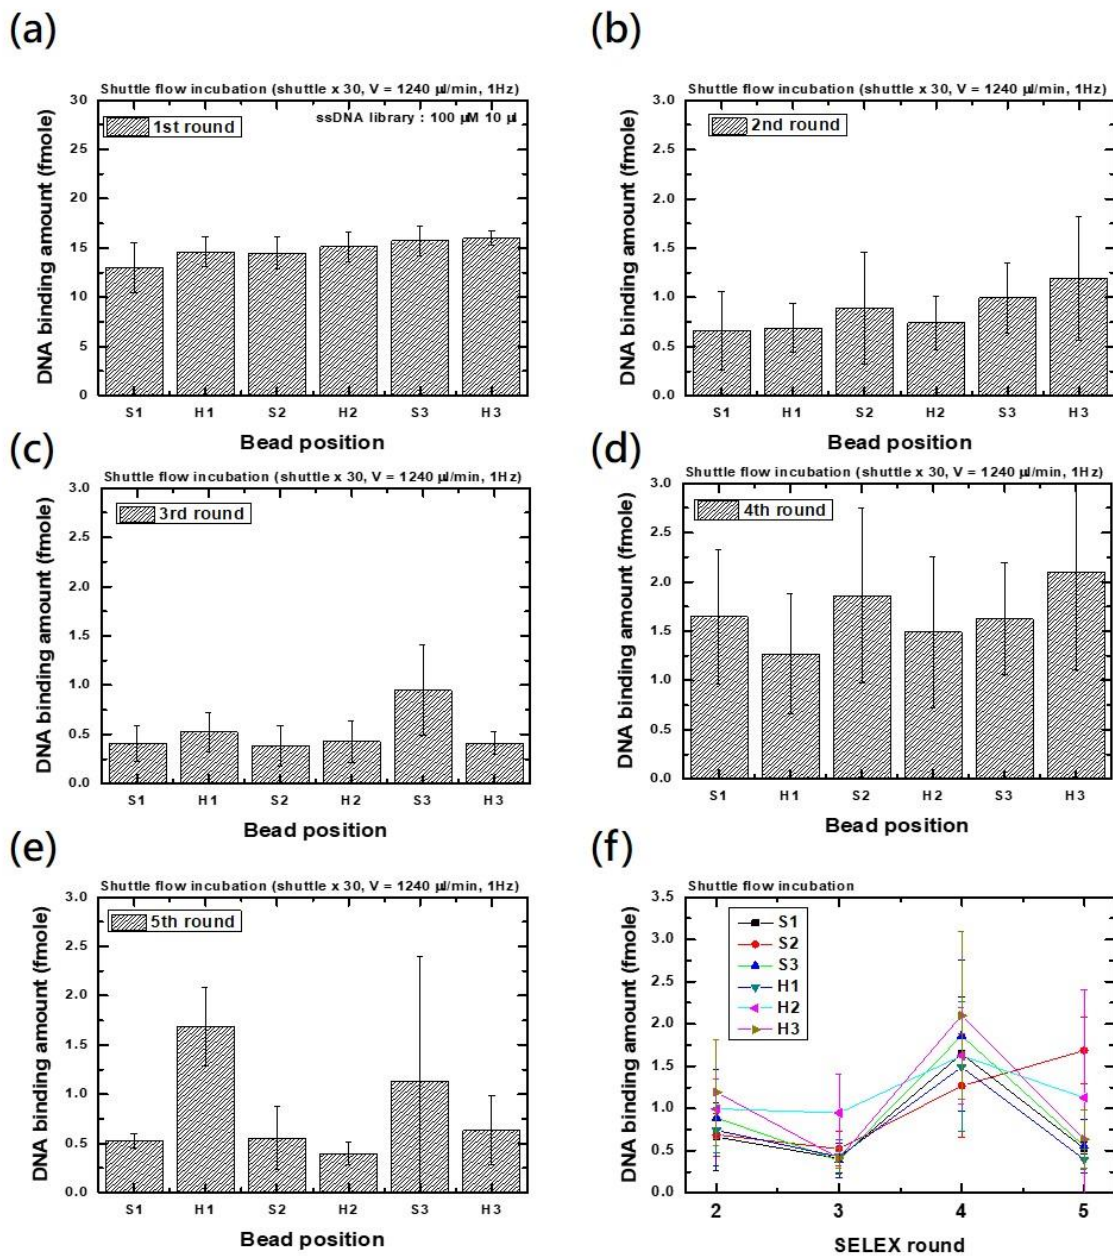 (a)
Shuttle flow incubation (shuttle x 30, V = 1240 µl/min, 1Hz)
ssDNA library : 100 µM 10 µl
1st round
DNA binding amount (fmole)
30
25
20
15
10
5
0
S1 H1 S2 H2 S3 H3
Bead position
(b)
Shuttle flow incubation (shuttle x 30, V = 1240 µl/min, 1Hz)
2nd round
DNA binding amount (fmole)
3.0
2.5
2.0
1.5
1.0
0.5
0.0
S1 H1 S2 H2 S3 H3
Bead position
(c)
Shuttle flow incubation (shuttle x 30, V = 1240 µl/min, 1Hz)
3rd round
DNA binding amount (fmole)
3.0
2.5
2.0
1.5
1.0
0.5
0.0
S1 H1 S2 H2 S3 H3
Bead position
(d)
Shuttle flow incubation (shuttle x 30, V = 1240 µl/min, 1Hz)
4th round
DNA binding amount (fmole)
3.0
2.5
2.0
1.5
1.0
0.5
0.0
S1 H1 S2 H2 S3 H3
Bead position
(e)
Shuttle flow incubation (shuttle x 30, V = 1240 µl/min, 1Hz)
5th round
DNA binding amount (fmole)
3.0
2.5
2.0
1.5
1.0
0.5
0.0
S1 H1 S2 H2 S3 H3
Bead position
(f)
Shuttle flow incubation
S1
S2
S3
H1
H2
H3
DNA binding amount (fmole)
3.5
3.0
2.5
2.0
1.5
1.0
0.5
0.0
2 3 4 5
SELEX round